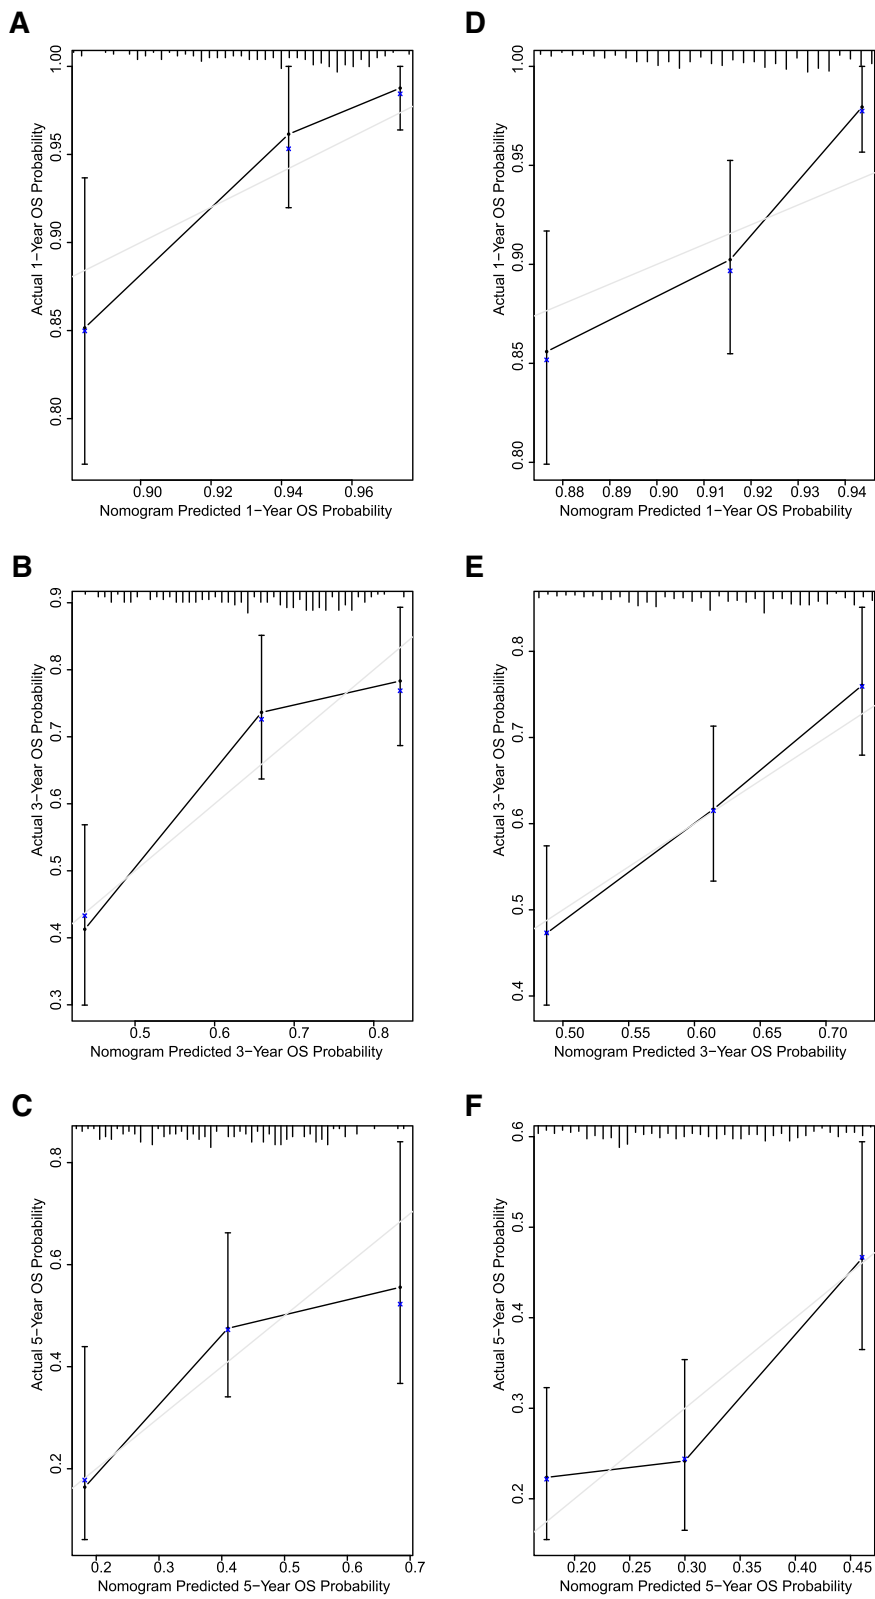 A
1.00
0.95
0.90
0.85
0.80
Actual 1−Year OS Probability
0.90 0.92 0.94 0.96
Nomogram Predicted 1−Year OS Probability
D
1.00
0.95
0.90
0.85
0.80
Actual 1−Year OS Probability
0.88 0.89 0.90 0.91 0.92 0.93 0.94
Nomogram Predicted 1−Year OS Probability
B
0.9
0.8
0.7
0.6
0.5
0.4
0.3
Actual 3−Year OS Probability
0.5 0.6 0.7 0.8
Nomogram Predicted 3−Year OS Probability
E
0.8
0.7
0.6
0.5
0.4
Actual 3−Year OS Probability
0.50 0.55 0.60 0.65 0.70
Nomogram Predicted 3−Year OS Probability
C
0.8
0.6
0.4
0.2
Actual 5−Year OS Probability
0.2 0.3 0.4 0.5 0.6 0.7
Nomogram Predicted 5−Year OS Probability
F
0.6
0.5
0.4
0.3
0.2
Actual 5−Year OS Probability
0.20 0.25 0.30 0.35 0.40 0.45
Nomogram Predicted 5−Year OS Probability